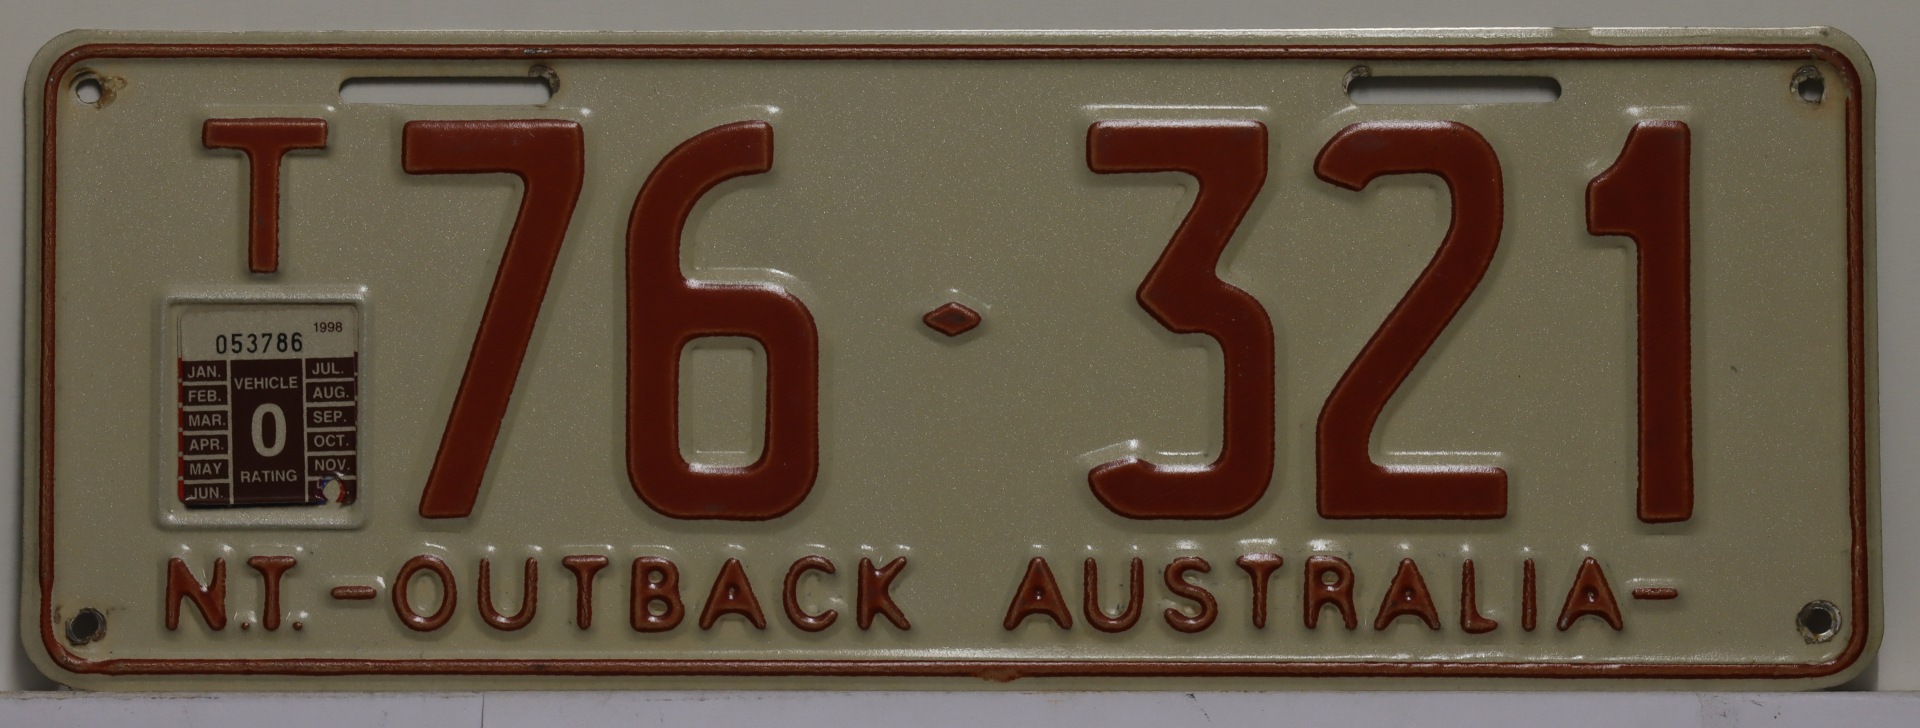 T 76-321
1998
053786
JAN. VEHICLE JUL.
FEB. AUG.
MAR. 0 SEP.
APR. OCT.
MAY RATING NOV.
JUN.
N.T.-OUTBACK AUSTRALIA-